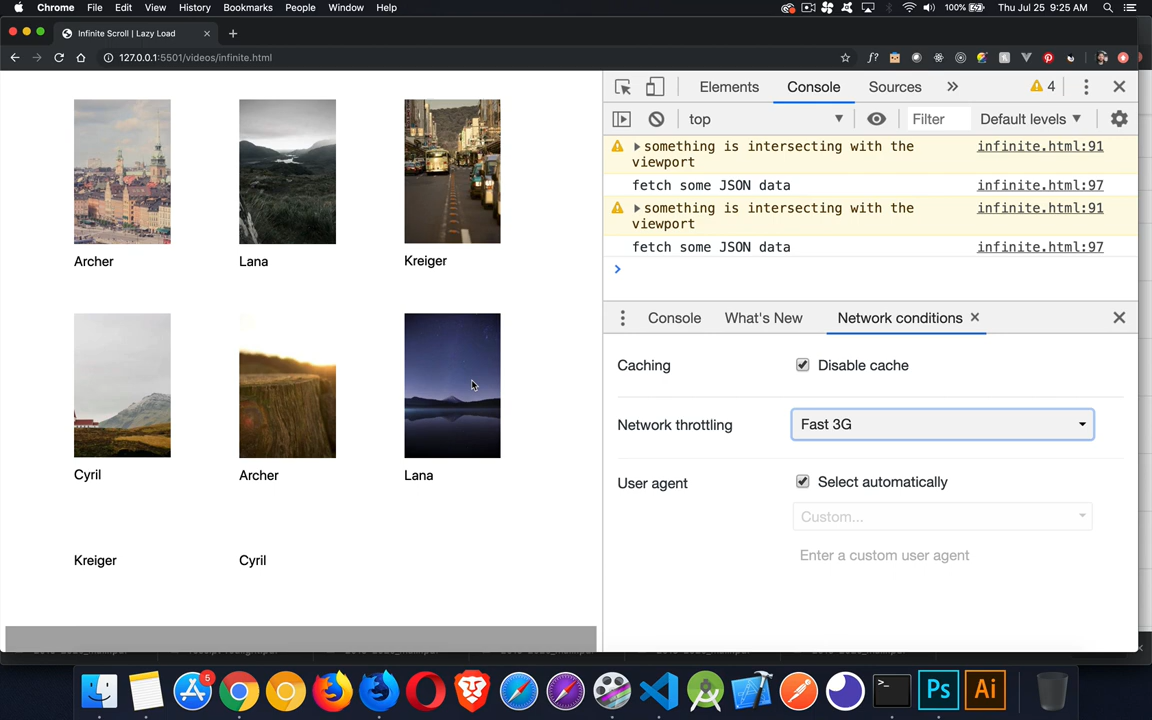 Chrome File Edit View History Bookmarks People Window Help 100% Thu Jul 25 9:25 AM
Infinite Scroll | Lazy Load
127.0.0.1:5501/videos/infinite.html
Elements Console Sources 4
top Filter Default levels
something is intersecting with the infinite.html:91
viewport
fetch some JSON data infinite.html:97
something is intersecting with the infinite.html:91
viewport
fetch some JSON data infinite.html:97
Archer Lana Kreiger
Cyril Archer Lana
Kreiger Cyril
Console What's New Network conditions
Caching Disable cache
Network throttling Fast 3G
User agent Select automatically
Custom...
Enter a custom user agent
5
Ps
Ai